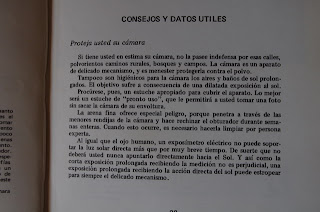 CONSEJOS Y DATOS UTILES
Proteja usted su cámara
Si tiene usted en estima su cámara, no la pasee indefensa por esas calles,
polvorientos caminos rurales, bosques y campos. La cámara es un aparato
de delicado mecanismo, y es menester protegerla contra el polvo.
Tampoco son higiénicos para la cámara los aires y baños de sol prolon-
gados. El objetivo sufre a consecuencia de una dilatada exposición al sol.
Procúrese, pues, un estuche apropiado para cubrir el aparato. Lo mejor
será un estuche de "pronto uso", que le permitirá a usted tomar una foto
sin sacar la cámara de su envoltura.
La arena fina ofrece especial peligro, porque penetra a través de las
menores rendijas de la cámara y hace rechinar el obturador durante sema-
nas enteras. Cuando esto ocurre, es necesario hacerla limpiar por persona
experta.
Al igual que el ojo humano, un exposímetro eléctrico no puede sopor-
tar la luz solar directa más que por muy breve tiempo. De suerte que no
deberá usted nunca apuntarlo directamente hacia el Sol. Y así como la
corta exposición prolongada recibiendo la medición no es perjudicial, una
exposición prolongada recibiendo la acción directa del sol puede estropear
para siempre el delicado mecanismo.